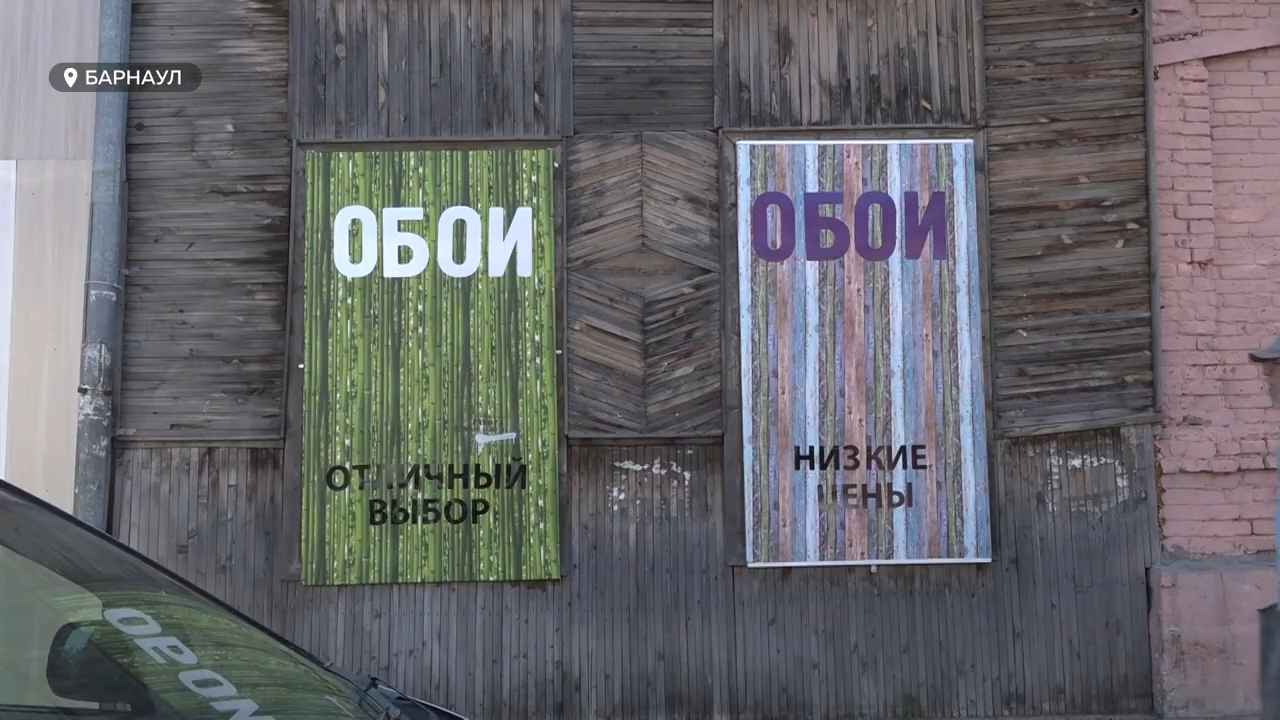 БАРНАУЛ
ОБОИ
ОТЛИЧНЫЙ
ВЫБОР
ОБОИ
НИЗКИЕ
ЦЕНЫ